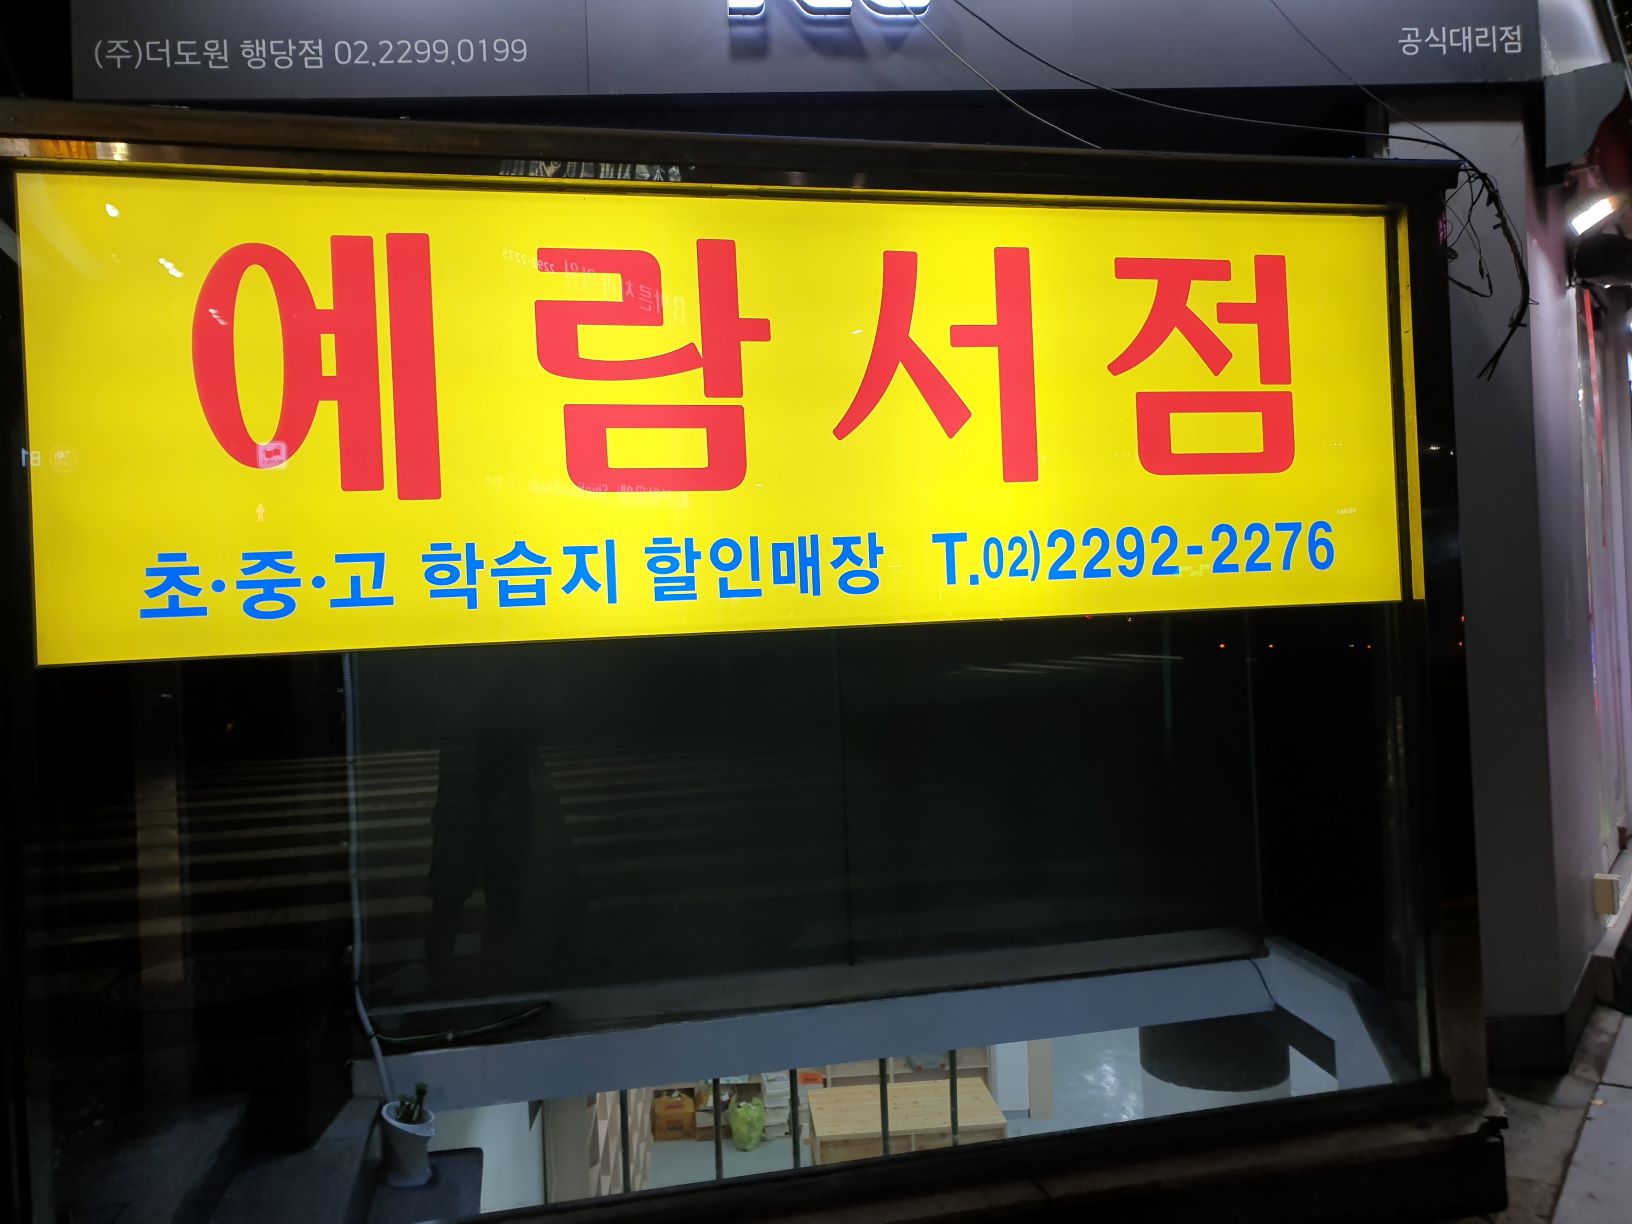 (주)더도원 행당점 02.2299.0199
공식대리점
예람서점
초·중·고 학습지 할인매장 T.02)2292-2276